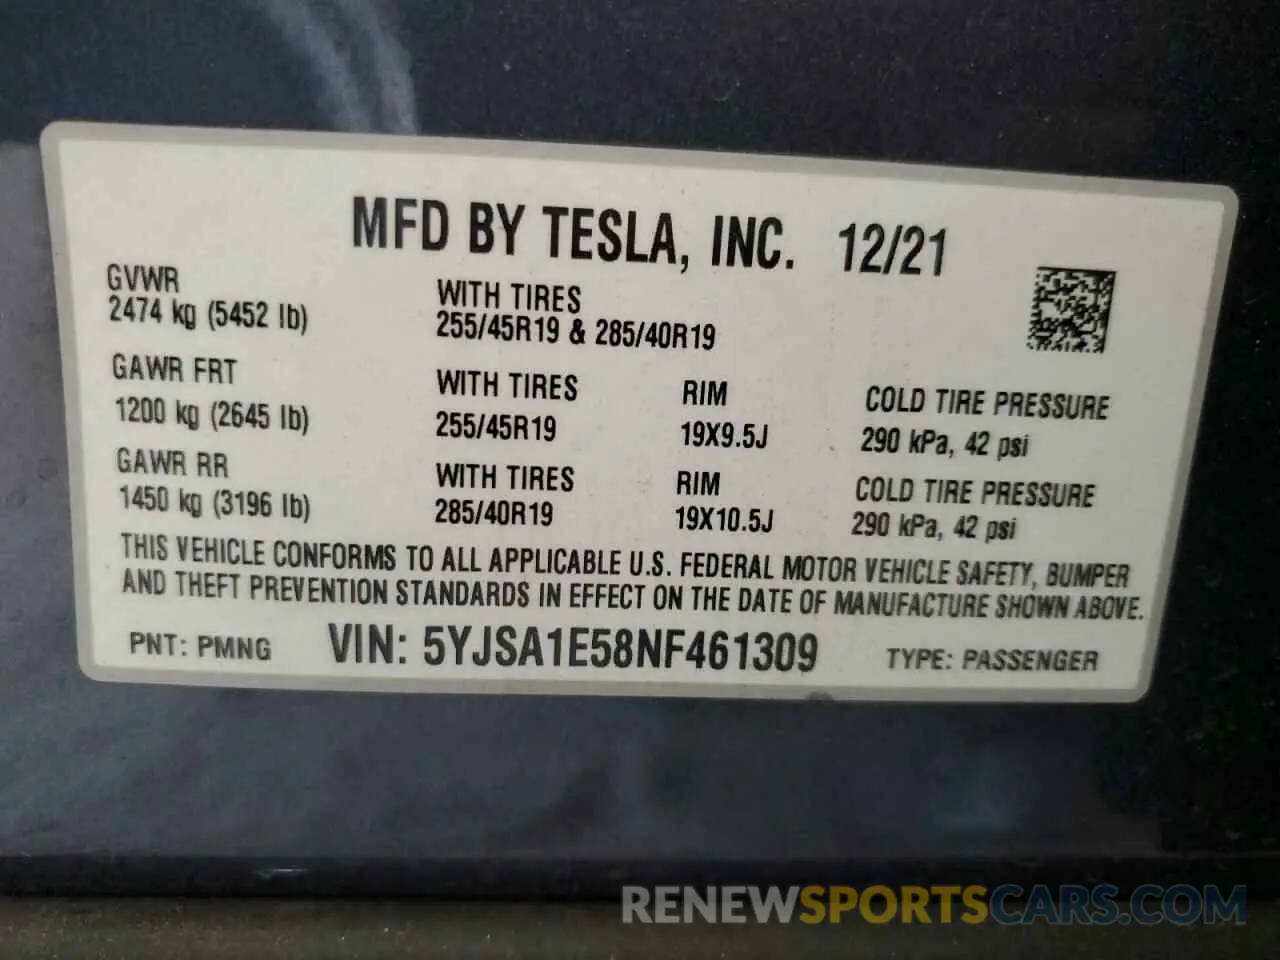 MFD BY TESLA, INC. 12/21
GVWR
2474 kg (5452 lb)
WITH TIRES
255/45R19 & 285/40R19
GAWR FRT
1200 kg (2645 lb)
WITH TIRES
255/45R19
RIM
19X9.5J
COLD TIRE PRESSURE
290 kPa, 42 psi
GAWR RR
1450 kg (3196 lb)
WITH TIRES
285/40R19
RIM
19X10.5J
COLD TIRE PRESSURE
290 kPa, 42 psi
THIS VEHICLE CONFORMS TO ALL APPLICABLE U.S. FEDERAL MOTOR VEHICLE SAFETY, BUMPER
AND THEFT PREVENTION STANDARDS IN EFFECT ON THE DATE OF MANUFACTURE SHOWN ABOVE.
PNT: PMNG VIN: 5YJSA1E58NF461309 TYPE: PASSENGER
RENEWSPORTSCARS.COM